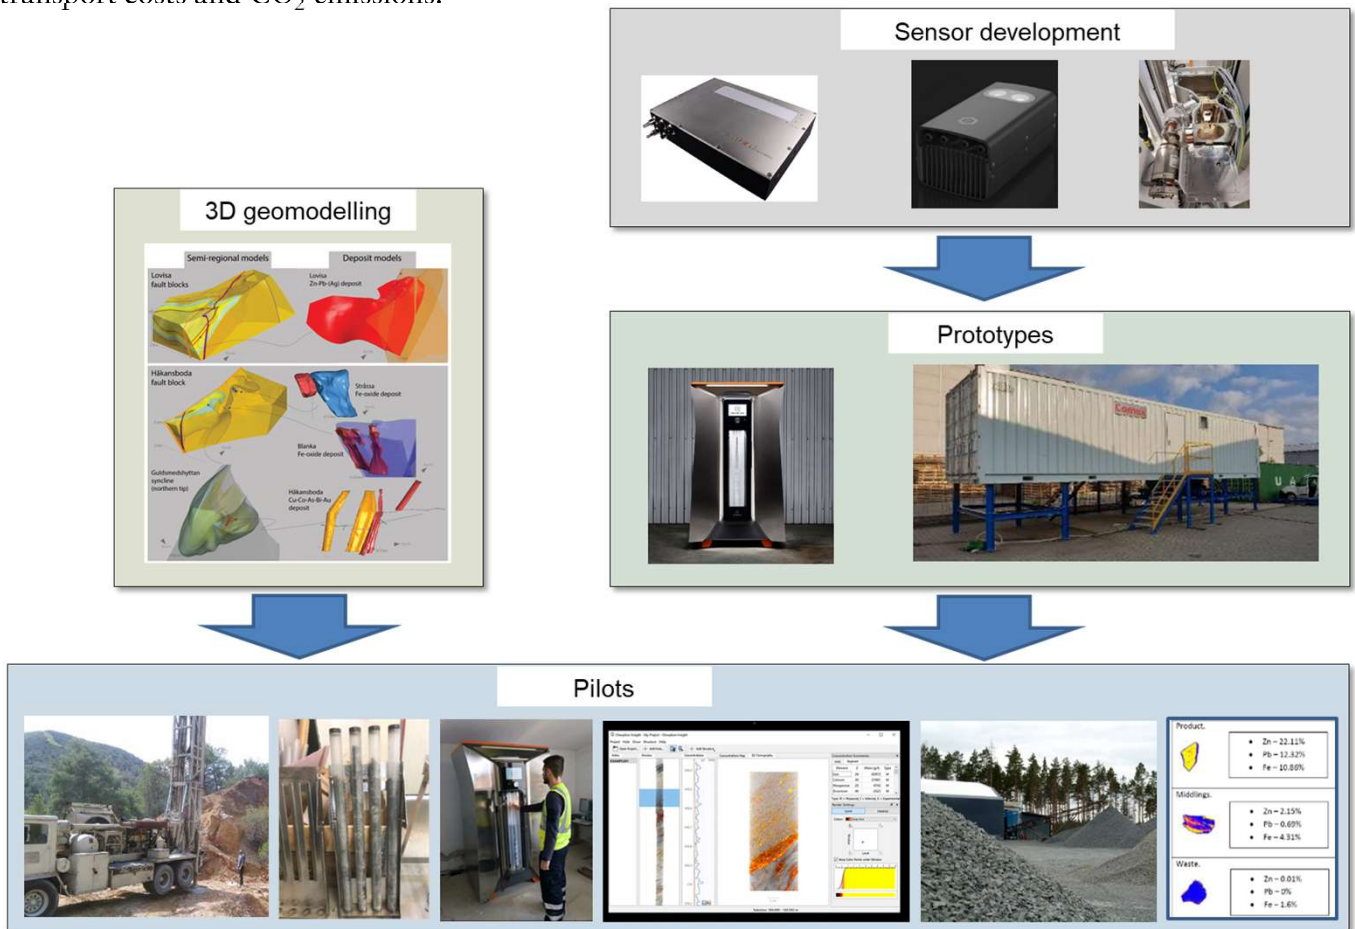 transport costs and CO2 emissions.
Sensor development
3D geomodelling
Semi-regional models
Deposit models
Lovisa
fault blocks
Lovisa
Zn-Pb-(Ag) deposit
Håkansboda
fault block
Stråssa
Fe-oxide deposit
Blanka
Fe-oxide deposit
Guldsmedshyttan
syncline
(northern tip)
Håkansboda
Cu-Co-As-Bi-Au
deposit
Prototypes
Comex
Pilots
Product.
• Zn – 22.11%
• Pb – 12.32%
• Fe – 10.86%
Middlings.
• Zn – 2.15%
• Pb – 0.69%
• Fe – 4.31%
Waste.
• Zn – 0.01%
• Pb – 0%
• Fe – 1.6%